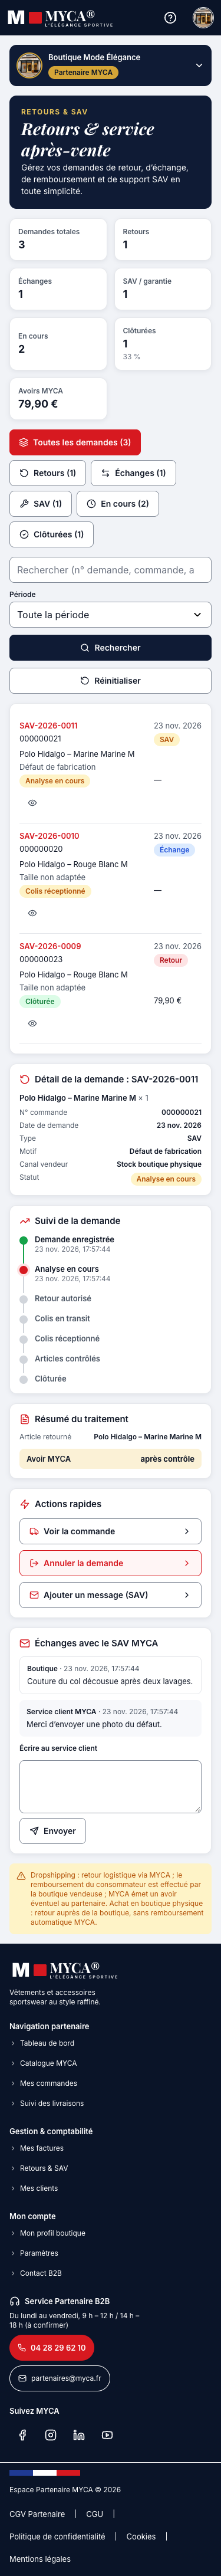 M MYCA®
L'ÉLÉGANCE SPORTIVE
Boutique Mode Élégance
Partenaire MYCA
RETOURS & SAV
Retours & service
après-vente
Gérez vos demandes de retour, d'échange,
de remboursement et de support SAV en
toute simplicité.
Demandes totales
3
Retours
1
Échanges
1
SAV / garantie
1
En cours
2
Clôturées
1
33 %
Avoirs MYCA
79,90 €
Toutes les demandes (3)
Retours (1)
Échanges (1)
SAV (1)
En cours (2)
Clôturées (1)
Rechercher (n° demande, commande, a
Période
Toute la période
Rechercher
Réinitialiser
SAV-2026-0011
23 nov. 2026
000000021
SAV
Polo Hidalgo – Marine Marine M
Défaut de fabrication
Analyse en cours
—
SAV-2026-0010
23 nov. 2026
000000020
Échange
Polo Hidalgo – Rouge Blanc M
Taille non adaptée
Colis réceptionné
—
SAV-2026-0009
23 nov. 2026
000000023
Retour
Polo Hidalgo – Rouge Blanc M
Taille non adaptée
Clôturée
79,90 €
Détail de la demande : SAV-2026-0011
Polo Hidalgo – Marine Marine M × 1
N° commande
000000021
Date de demande
23 nov. 2026
Type
SAV
Motif
Défaut de fabrication
Canal vendeur
Stock boutique physique
Statut
Analyse en cours
Suivi de la demande
Demande enregistrée
23 nov. 2026, 17:57:44
Analyse en cours
23 nov. 2026, 17:57:44
Retour autorisé
Colis en transit
Colis réceptionné
Articles contrôlés
Clôturée
Résumé du traitement
Article retourné
Polo Hidalgo – Marine Marine M
Avoir MYCA
après contrôle
Actions rapides
Voir la commande
Annuler la demande
Ajouter un message (SAV)
Échanges avec le SAV MYCA
Boutique · 23 nov. 2026, 17:57:44
Couture du col décousue après deux lavages.
Service client MYCA · 23 nov. 2026, 17:57:44
Merci d'envoyer une photo du défaut.
Écrire au service client
Envoyer
Dropshipping : retour logistique via MYCA ; le
remboursement du consommateur est effectué par
la boutique vendeuse ; MYCA émet un avoir
éventuel au partenaire. Achat en boutique physique
: retour auprès de la boutique, sans remboursement
automatique MYCA.
M MYCA®
L'ÉLÉGANCE SPORTIVE
Vêtements et accessoires
sportswear au style raffiné.
Navigation partenaire
Tableau de bord
Catalogue MYCA
Mes commandes
Suivi des livraisons
Gestion & comptabilité
Mes factures
Retours & SAV
Mes clients
Mon compte
Mon profil boutique
Paramètres
Contact B2B
Service Partenaire B2B
Du lundi au vendredi, 9 h – 12 h / 14 h –
18 h (à confirmer)
04 28 29 62 10
partenaires@myca.fr
Suivez MYCA
Espace Partenaire MYCA © 2026
CGV Partenaire | CGU |
Politique de confidentialité | Cookies |
Mentions légales